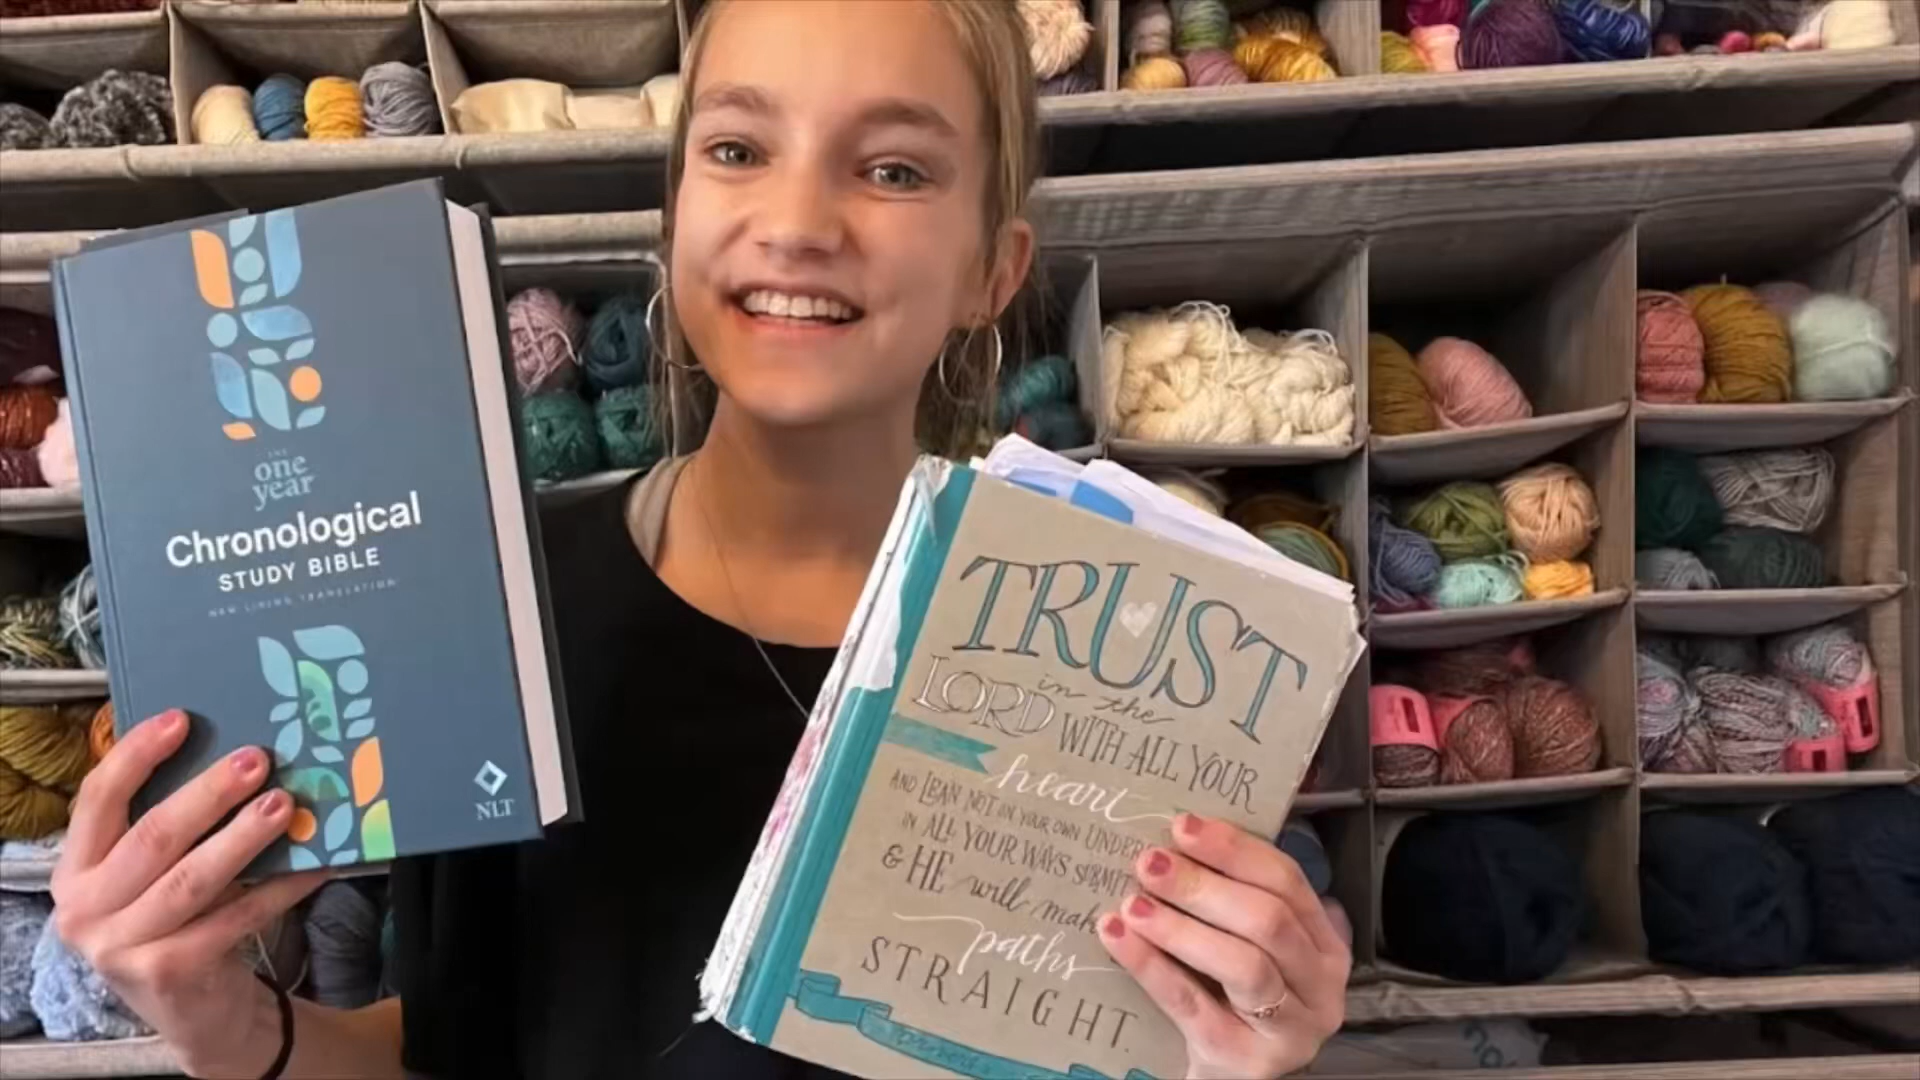 THE
one
year
Chronological
STUDY BIBLE
NEW LIVING TRANSLATION
NLT
TRUST
in the
LORD WITH ALL YOUR
heart
AND LEAN NOT ON YOUR OWN UNDER
IN ALL YOUR WAYS SUBMIT
& HE will make
paths
STRAIGHT.